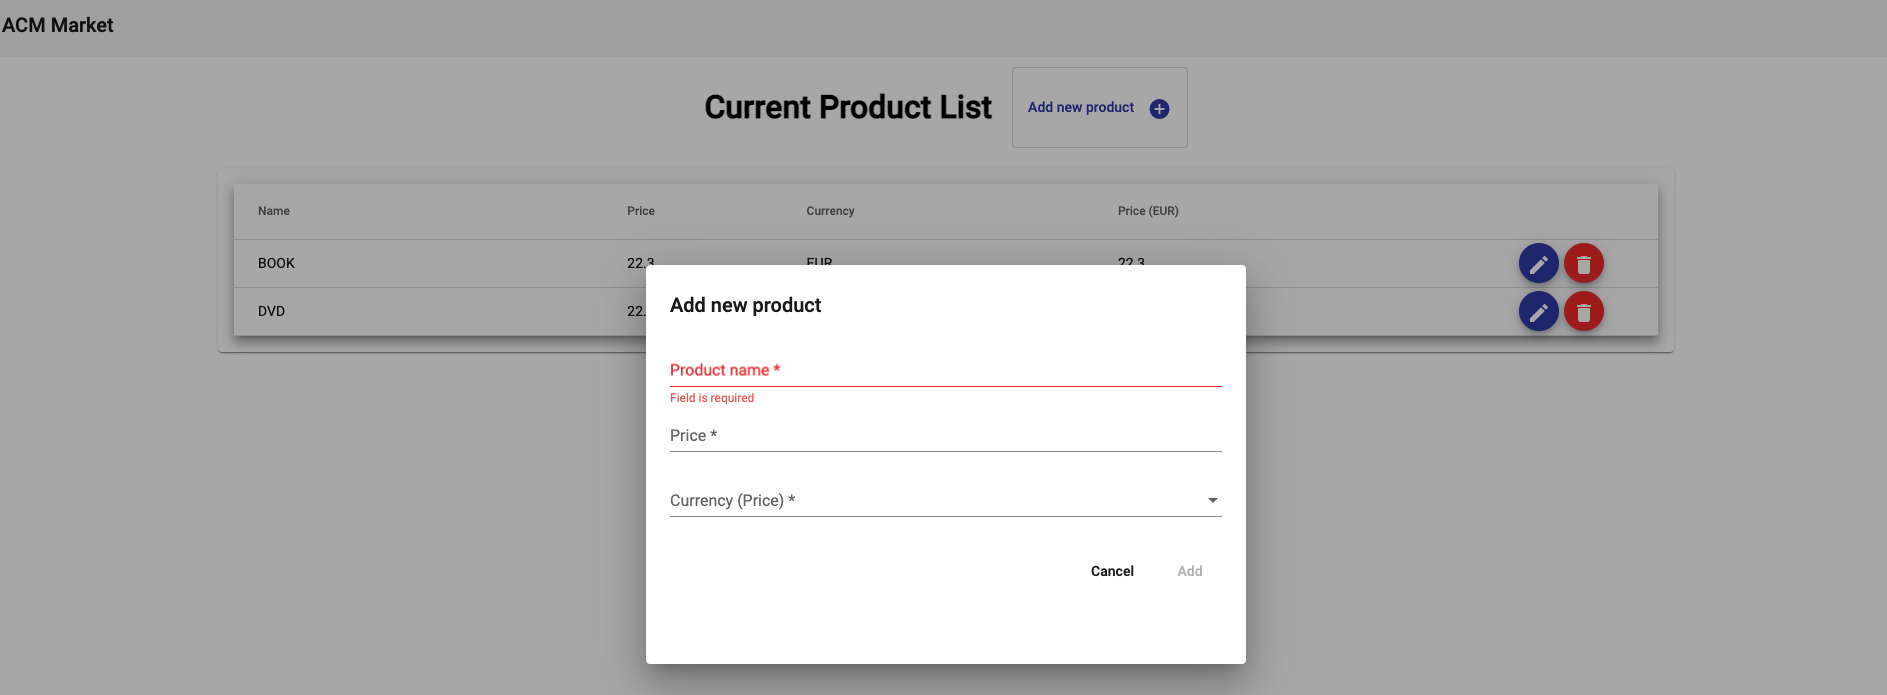 ACM Market
Current Product List
Add new product
Name Price Currency Price (EUR)
BOOK 22.3 EUR 22.3
DVD 22.
Add new product
Product name *
Field is required
Price *
Currency (Price) *
Cancel Add